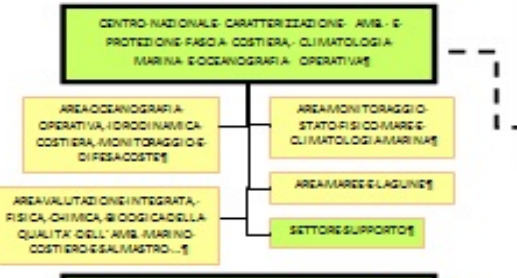 CENTRO NAZIONALE CARATTERIZZAZIONE AMB. E
PROTEZIONE FASCIA COSTIERA, CLIMATOLOGIA
MARINA E OCEANOGRAFIA OPERATIVA¶
AREA OCEANOGRAFIA
OPERATIVA, IDRODINAMICA
COSTIERA, MONITORAGGIO E
DIFESA COSTE¶
AREA MONITORAGGIO
STATO FISICO MARE E
CLIMATOLOGIA MARINA¶
AREA MAREE E LAGUNE¶
AREA VALUTAZIONE INTEGRATA,
FISICA, CHIMICA, BIOLOGICA DELLA
QUALITA' DELL' AMB. MARINO
COSTIERO E SALMASTRO...¶
SETTORE SUPPORTO¶